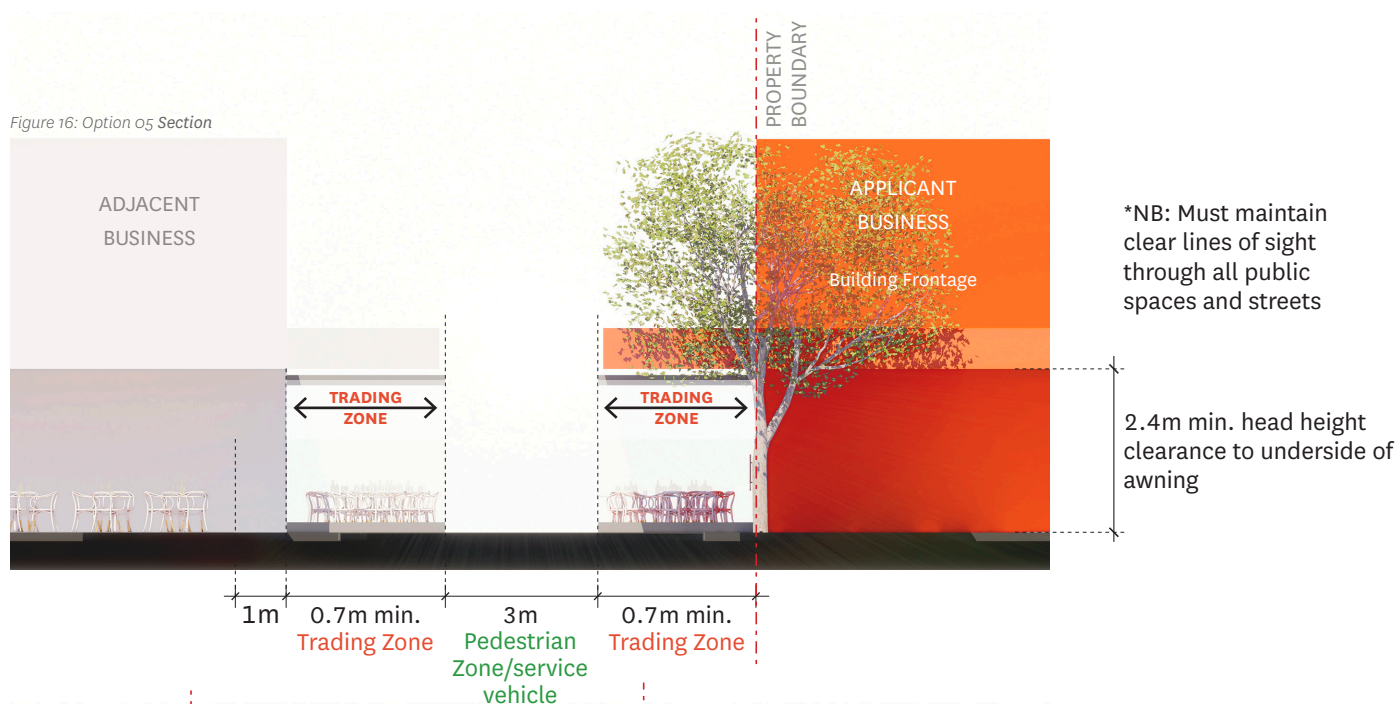 PROPERTY
BOUNDARY
Figure 16: Option 05 Section
ADJACENT
BUSINESS
APPLICANT
BUSINESS
Building Frontage
*NB: Must maintain
clear lines of sight
through all public
spaces and streets
TRADING
ZONE
TRADING
ZONE
2.4m min. head height
clearance to underside of
awning
1m
0.7m min.
Trading Zone
3m
Pedestrian
Zone/service
vehicle
0.7m min.
Trading Zone